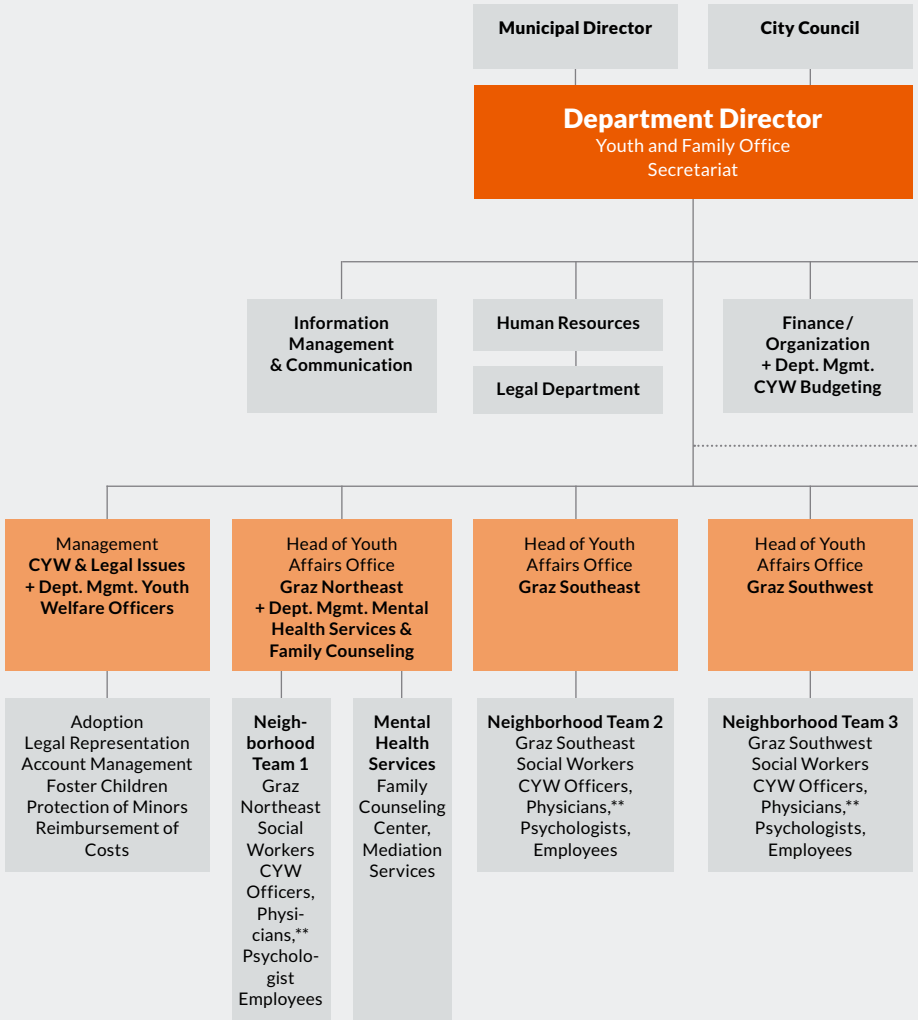 Municipal Director
City Council
Department Director
Youth and Family Office
Secretariat
Information
Management
& Communication
Human Resources
Legal Department
Finance/
Organization
+ Dept. Mgmt.
CYW Budgeting
Management
CYW & Legal Issues
+ Dept. Mgmt. Youth
Welfare Officers
Head of Youth
Affairs Office
Graz Northeast
+ Dept. Mgmt. Mental
Health Services &
Family Counseling
Head of Youth
Affairs Office
Graz Southeast
Head of Youth
Affairs Office
Graz Southwest
Adoption
Legal Representation
Account Management
Foster Children
Protection of Minors
Reimbursement of
Costs
Neigh-
borhood
Team 1
Graz
Northeast
Social
Workers
CYW
Officers,
Physi-
cians,**
Psycholo-
gist
Employees
Mental
Health
Services
Family
Counseling
Center,
Mediation
Services
Neighborhood Team 2
Graz Southeast
Social Workers
CYW Officers,
Physicians,**
Psychologists,
Employees
Neighborhood Team 3
Graz Southwest
Social Workers
CYW Officers,
Physicians,**
Psychologists,
Employees